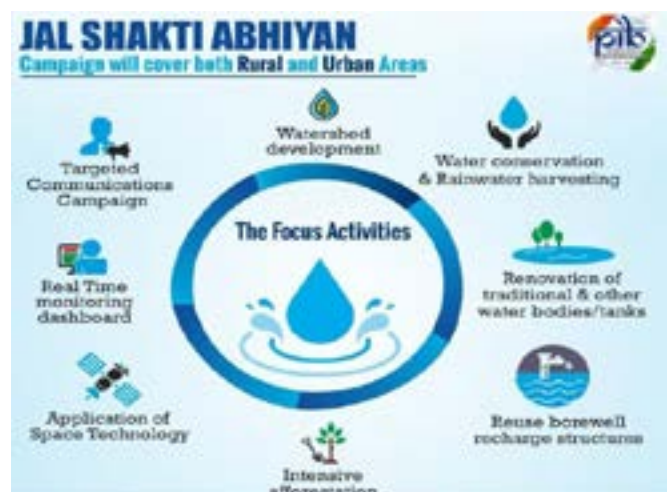 JAL SHAKTI ABHIYAN
Campaign will cover both Rural and Urban Areas
pib
Watershed
development
Targeted
Communications
Campaign
Water conservation
& Rainwater harvesting
The Focus Activities
Real Time
monitoring
dashboard
Renovation of
traditional & other
water bodies/tanks
Application of
Space Technology
Reuse borewell
recharge structures
Intensive
afforestation